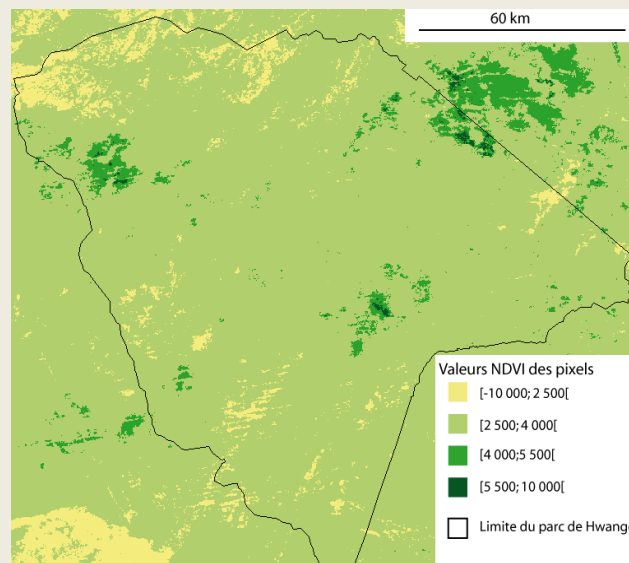 60 km
Valeurs NDVI des pixels
[-10 000; 2 500[
[2 500; 4 000[
[4 000; 5 500[
[5 500; 10 000[
Limite du parc de Hwange